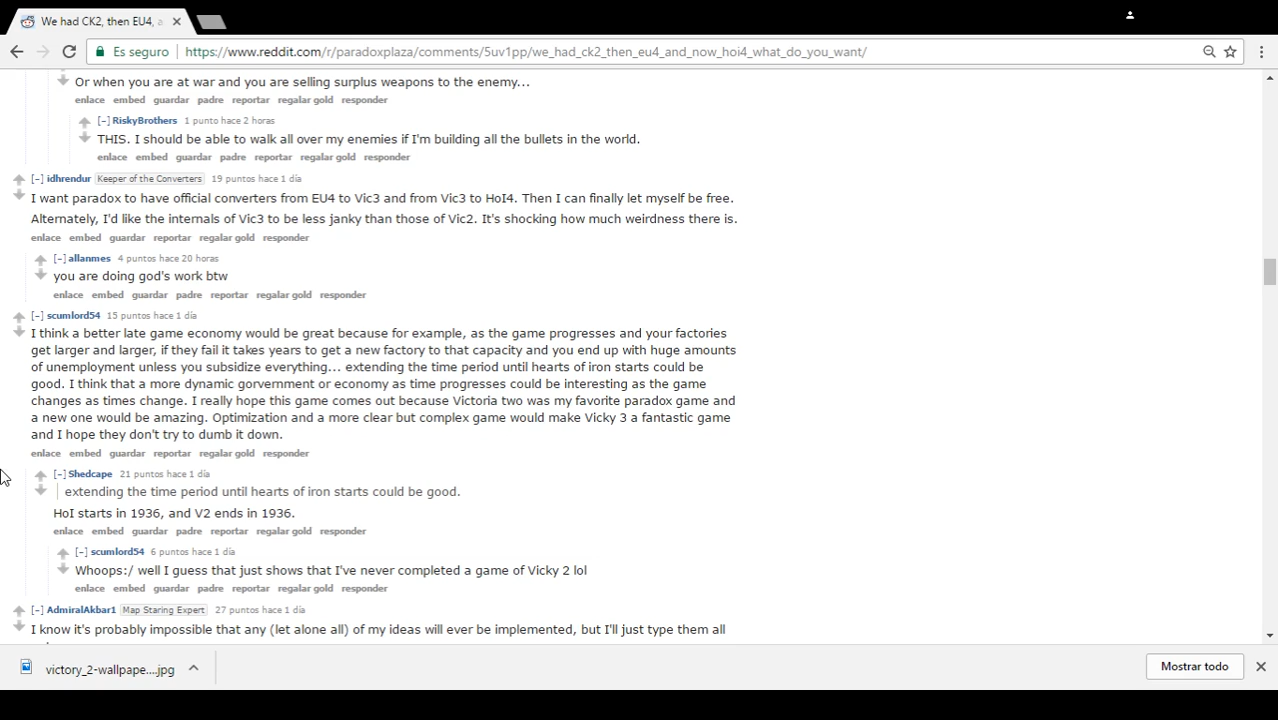 We had CK2, then EU4, a
Es seguro https://www.reddit.com/r/paradoxplaza/comments/5uv1pp/we_had_ck2_then_eu4_and_now_hoi4_what_do_you_want/
Or when you are at war and you are selling surplus weapons to the enemy...
enlace embed guardar padre reportar regalar gold responder
[–] RiskyBrothers 1 punto hace 2 horas
THIS. I should be able to walk all over my enemies if I'm building all the bullets in the world.
enlace embed guardar padre reportar regalar gold responder
[–] idhrendur Keeper of the Converters 19 puntos hace 1 día
I want paradox to have official converters from EU4 to Vic3 and from Vic3 to HoI4. Then I can finally let myself be free.
Alternately, I'd like the internals of Vic3 to be less janky than those of Vic2. It's shocking how much weirdness there is.
enlace embed guardar reportar regalar gold responder
[–] allanmes 4 puntos hace 20 horas
you are doing god's work btw
enlace embed guardar padre reportar regalar gold responder
[–] scumlord54 15 puntos hace 1 día
I think a better late game economy would be great because for example, as the game progresses and your factories
get larger and larger, if they fail it takes years to get a new factory to that capacity and you end up with huge amounts
of unemployment unless you subsidize everything... extending the time period until hearts of iron starts could be
good. I think that a more dynamic gorvernment or economy as time progresses could be interesting as the game
changes as times change. I really hope this game comes out because Victoria two was my favorite paradox game and
a new one would be amazing. Optimization and a more clear but complex game would make Vicky 3 a fantastic game
and I hope they don't try to dumb it down.
enlace embed guardar reportar regalar gold responder
[–] Shedcape 21 puntos hace 1 día
extending the time period until hearts of iron starts could be good.
HoI starts in 1936, and V2 ends in 1936.
enlace embed guardar padre reportar regalar gold responder
[–] scumlord54 6 puntos hace 1 día
Whoops:/ well I guess that just shows that I've never completed a game of Vicky 2 lol
enlace embed guardar padre reportar regalar gold responder
[–] AdmiralAkbar1 Map Staring Expert 27 puntos hace 1 día
I know it's probably impossible that any (let alone all) of my ideas will ever be implemented, but I'll just type them all
victory_2-wallpape....jpg
Mostrar todo